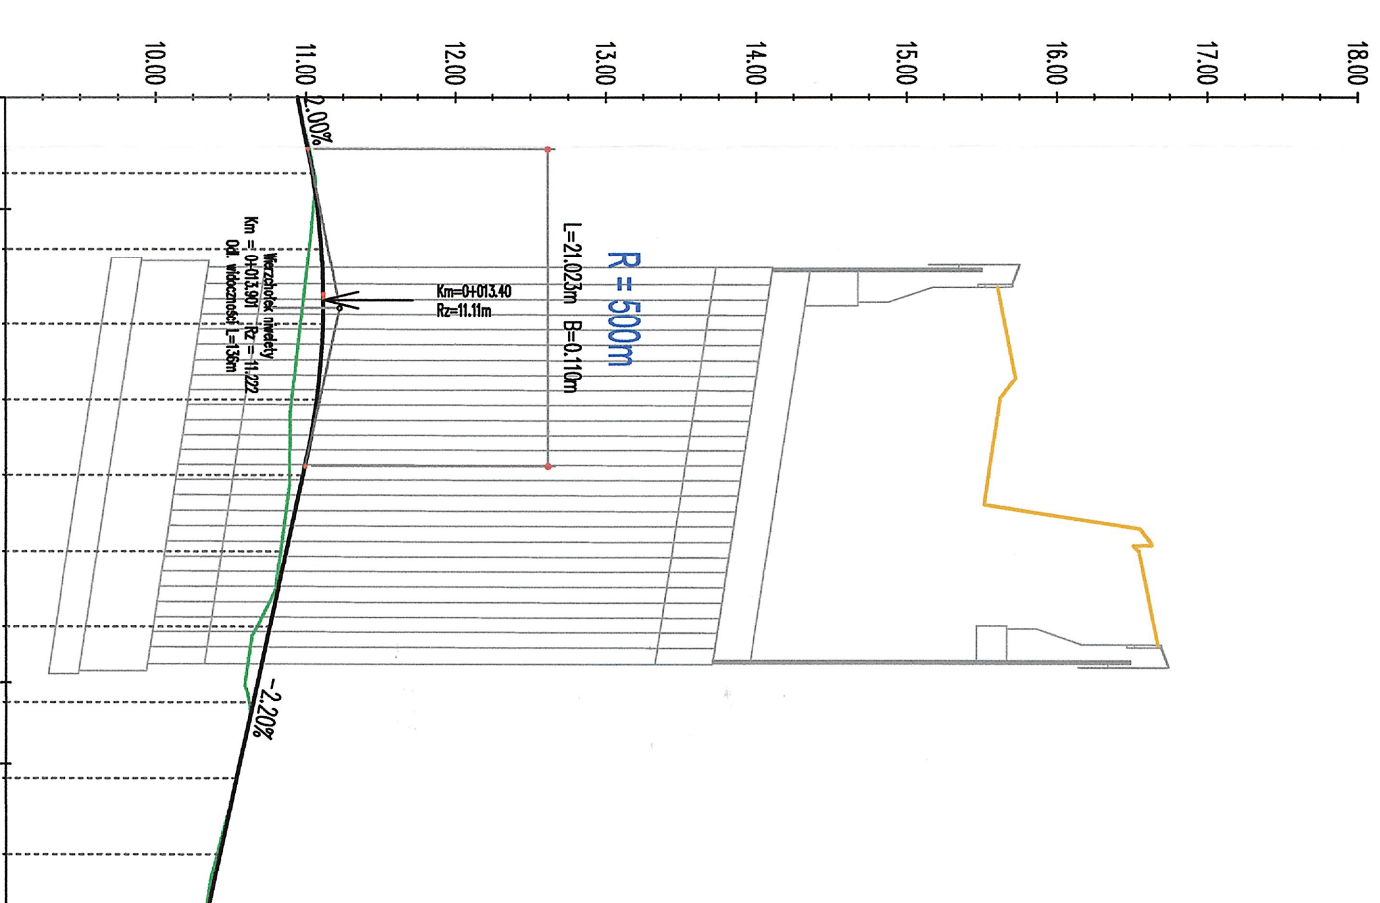 18.00
17.00
16.00
15.00
14.00
13.00
12.00
11.00
10.00
2.00%
R = 500m
L=21.023m B=0.110m
Km=0+013.40
Rz=11.11m
Wierzchołek niwelety
Km = 0+013.901 Rz = 11.222
Odl. widoczności L=136m
-2.20%